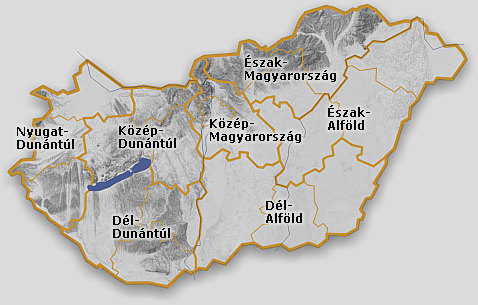 Észak-
Magyarország
Nyugat-
Dunántúl
Közép-
Dunántúl
Közép-
Magyarország
Észak-
Alföld
Dél-
Dunántúl
Dél-
Alföld